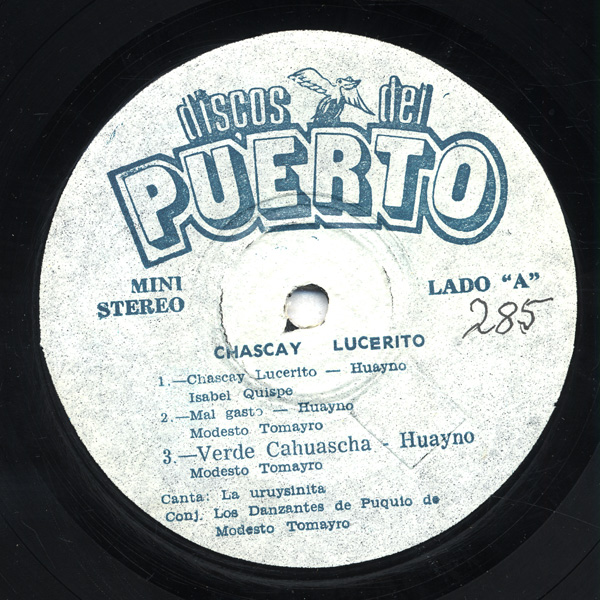 discos del
PUERTO
MINI
STEREO
LADO "A"
285
CHASCAY LUCERITO
1.—Chascay Lucerito — Huayno
Isabel Quispe
2.—Mal gasto — Huayno
Modesto Tomayro
3.—Verde Cahuascha - Huayno
Modesto Tomayro
Canta: La uruysinita
Conj. Los Danzantes de Puquio de
Modesto Tomayro